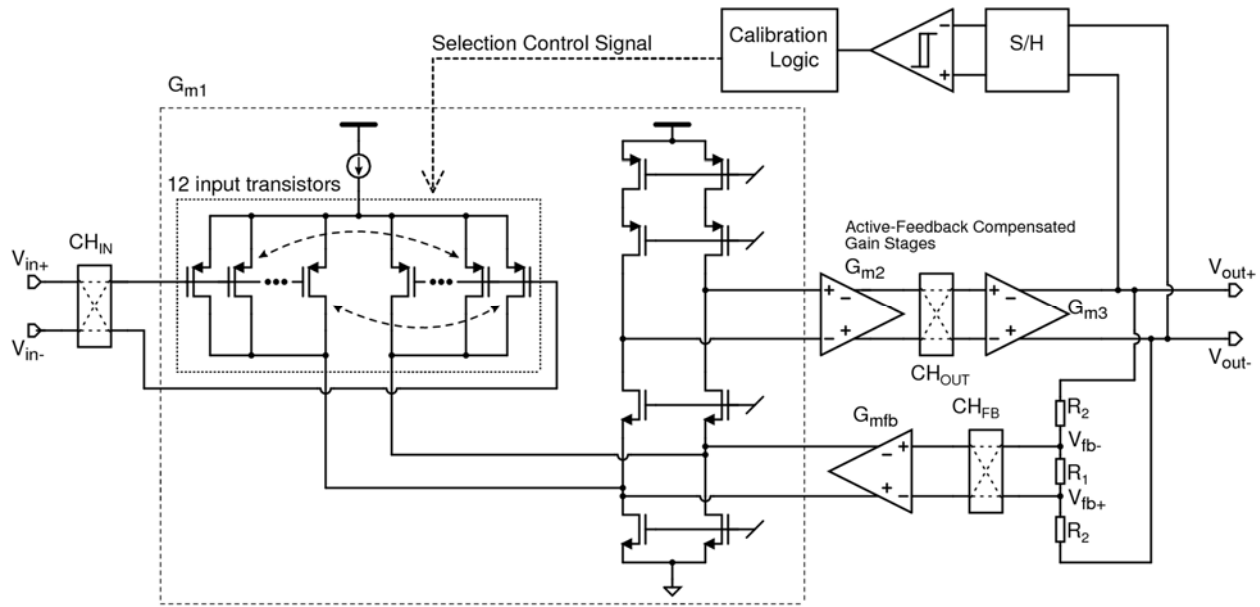 Selection Control Signal
Calibration
Logic
S/H
−
+
Gm1
12 input transistors
CHIN
Vin+
Vin-
Active-Feedback Compensated
Gain Stages
Gm2
+
−
+
−
CHOUT
+
−
+
−
Gm3
Vout+
Vout-
Gmfb
+
−
+
−
CHFB
R2
Vfb-
R1
Vfb+
R2